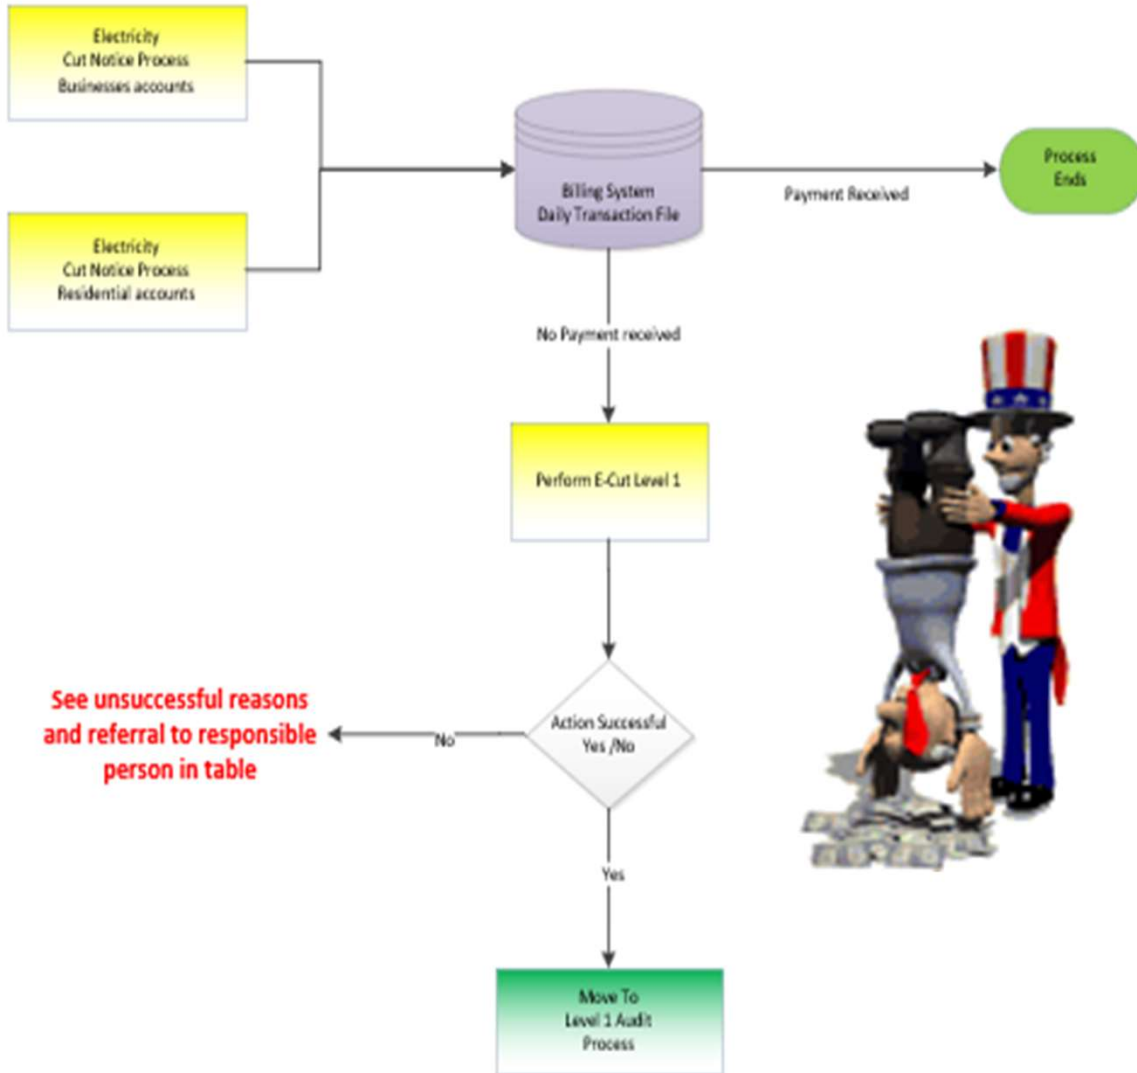 Electricity
Cut Notice Process
Businesses accounts
Billing System
Daily Transaction File
Payment Received
Process
Ends
Electricity
Cut Notice Process
Residential accounts
No Payment received
Perform E-Cut Level 1
See unsuccessful reasons
and referral to responsible
person in table
No
Action Successful
Yes /No
Yes
Move To
Level 1 Audit
Process